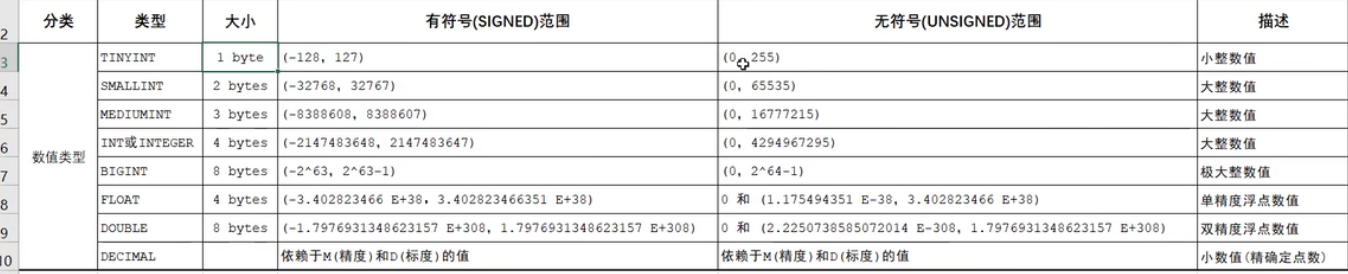 2 分类 类型 大小 有符号(SIGNED)范围 无符号(UNSIGNED)范围 描述
3 TINYINT 1 byte (-128, 127) (0, 255) 小整数值
4 SMALLINT 2 bytes (-32768, 32767) (0, 65535) 大整数值
5 MEDIUMINT 3 bytes (-8388608, 8388607) (0, 16777215) 大整数值
6 INT或INTEGER 4 bytes (-2147483648, 2147483647) (0, 4294967295) 大整数值
数值类型
7 BIGINT 8 bytes (-2^63, 2^63-1) (0, 2^64-1) 极大整数值
8 FLOAT 4 bytes (-3.402823466 E+38, 3.402823466351 E+38) 0 和 (1.175494351 E-38, 3.402823466 E+38) 单精度浮点数值
9 DOUBLE 8 bytes (-1.7976931348623157 E+308, 1.7976931348623157 E+308) 0 和 (2.2250738585072014 E-308, 1.7976931348623157 E+308) 双精度浮点数值
10 DECIMAL 依赖于M(精度)和D(标度)的值 依赖于M(精度)和D(标度)的值 小数值(精确定点数)